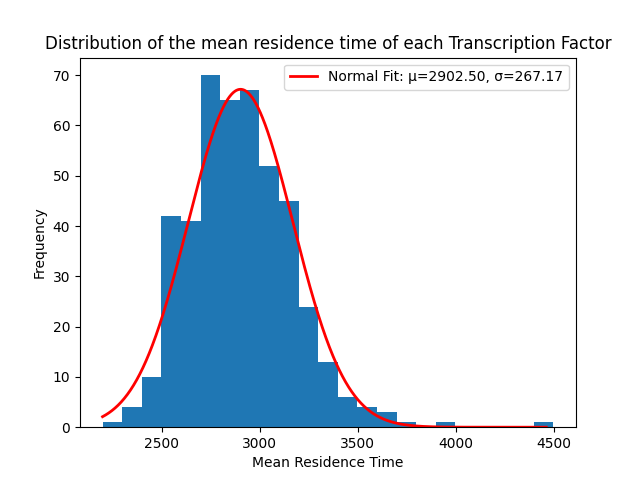 Distribution of the mean residence time of each Transcription Factor
Normal Fit: μ=2902.50, σ=267.17
70
60
50
40
30
20
10
0
Frequency
2500 3000 3500 4000 4500
Mean Residence Time